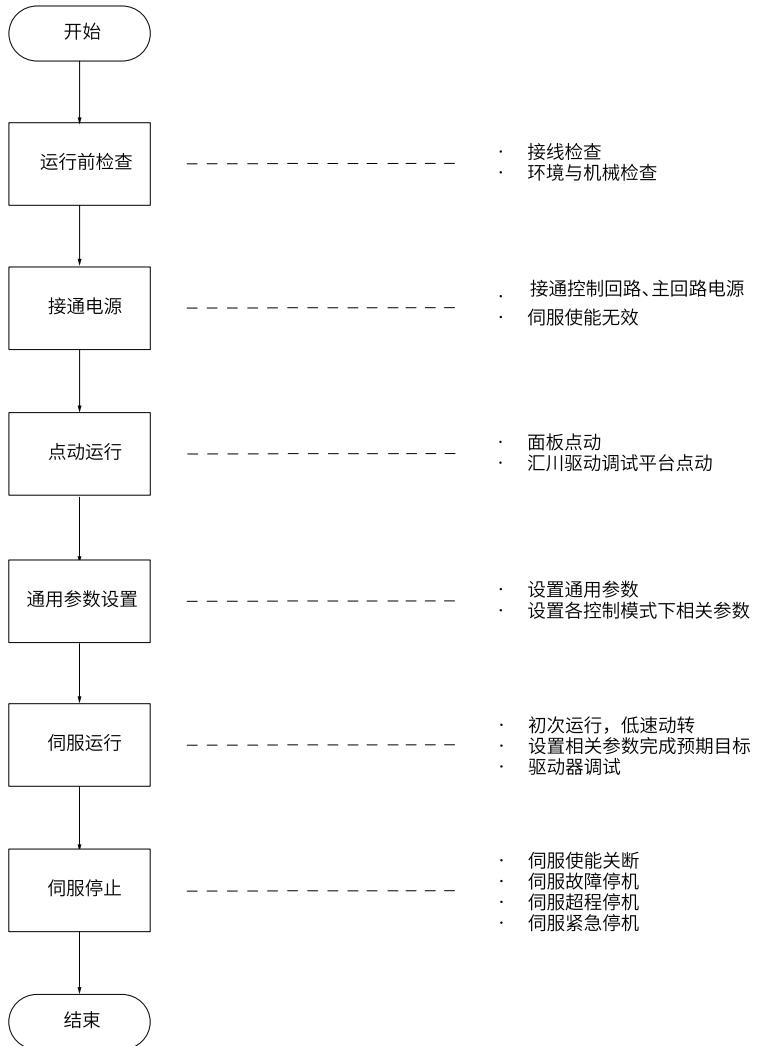 开始
运行前检查
· 接线检查
· 环境与机械检查
接通电源
· 接通控制回路、主回路电源
· 伺服使能无效
点动运行
· 面板点动
· 汇川驱动调试平台点动
通用参数设置
· 设置通用参数
· 设置各控制模式下相关参数
伺服运行
· 初次运行，低速动转
· 设置相关参数完成预期目标
· 驱动器调试
伺服停止
· 伺服使能关断
· 伺服故障停机
· 伺服超程停机
· 伺服紧急停机
结束